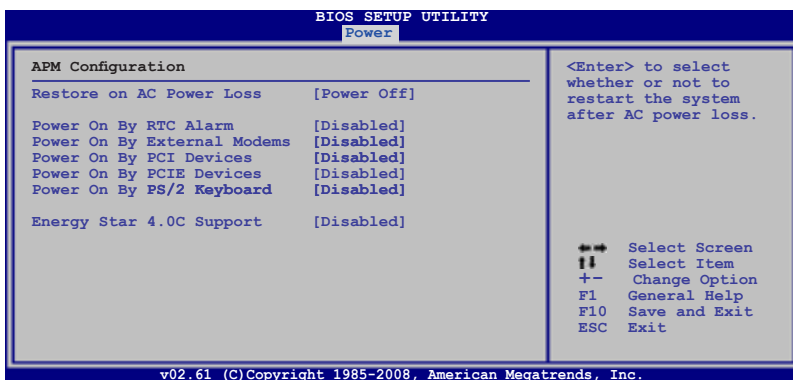 BIOS SETUP UTILITY
Power
APM Configuration
Restore on AC Power Loss [Power Off]
Power On By RTC Alarm [Disabled]
Power On By External Modems [Disabled]
Power On By PCI Devices [Disabled]
Power On By PCIE Devices [Disabled]
Power On By PS/2 Keyboard [Disabled]
Energy Star 4.0C Support [Disabled]
<Enter> to select
whether or not to
restart the system
after AC power loss.
Select Screen
Select Item
+- Change Option
F1 General Help
F10 Save and Exit
ESC Exit
v02.61 (C)Copyright 1985-2008, American Megatrends, Inc.